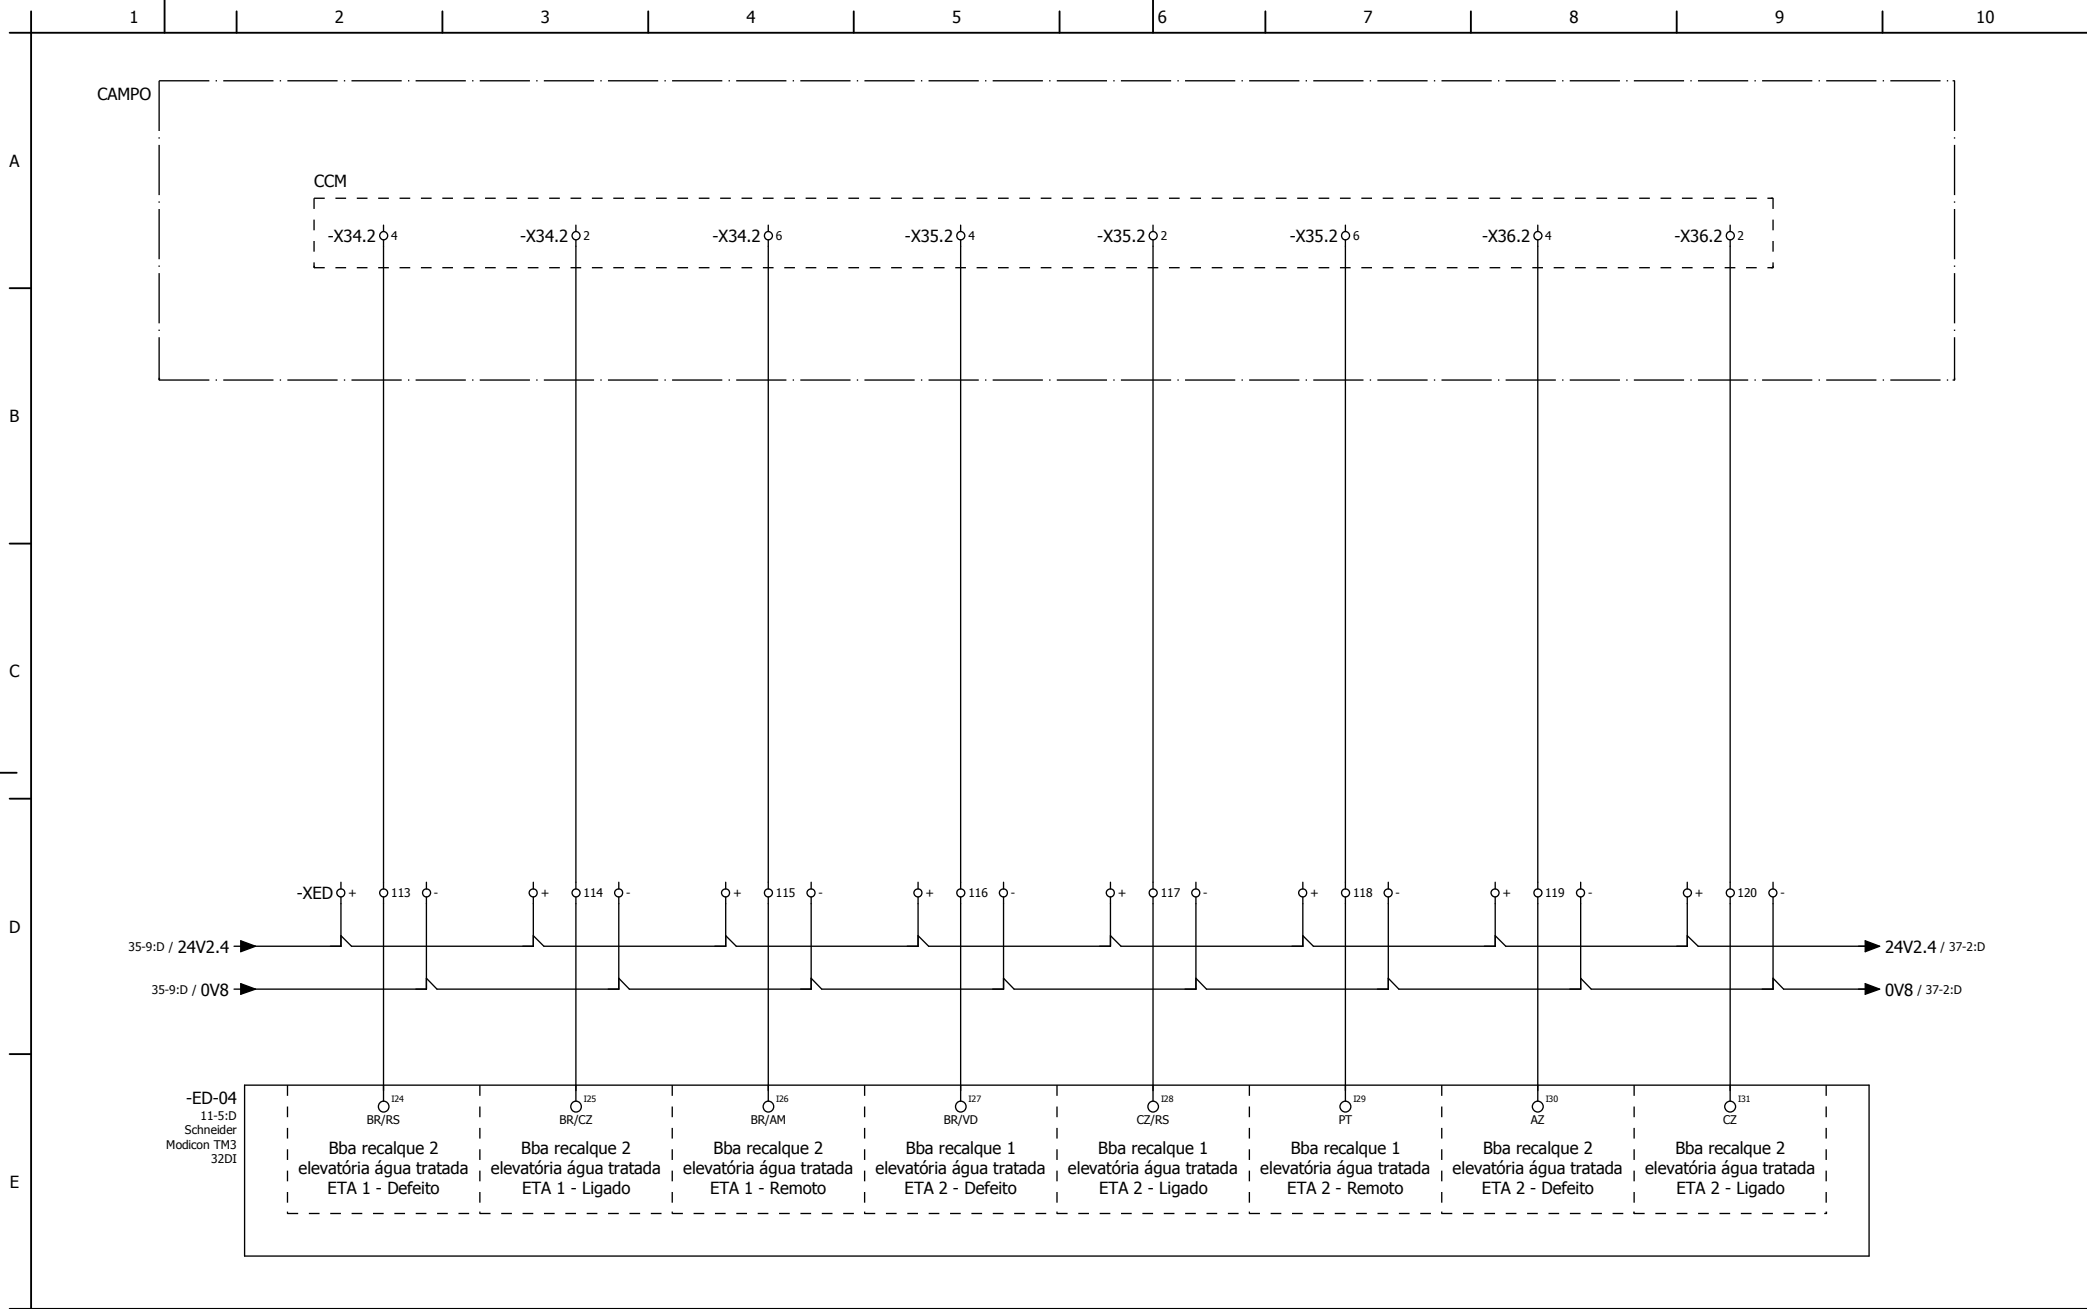 1 2 3 4 5 6 7 8 9 10
CAMPO
A
CCM
-X34.2 4 -X34.2 2 -X34.2 6 -X35.2 4 -X35.2 2 -X35.2 6 -X36.2 4 -X36.2 2
B
C
-XED + 113 - + 114 - + 115 - + 116 - + 117 - + 118 - + 119 - + 120 -
D
35-9:D / 24V2.4 24V2.4 / 37-2:D
35-9:D / 0V8 0V8 / 37-2:D
-ED-04
11-5:D
Schneider
Modicon TM3
32DI
I24 I25 I26 I27 I28 I29 I30 I31
BR/RS BR/CZ BR/AM BR/VD CZ/RS PT AZ CZ
E
Bba recalque 2
elevatória água tratada
ETA 1 - Defeito
Bba recalque 2
elevatória água tratada
ETA 1 - Ligado
Bba recalque 2
elevatória água tratada
ETA 1 - Remoto
Bba recalque 1
elevatória água tratada
ETA 2 - Defeito
Bba recalque 1
elevatória água tratada
ETA 2 - Ligado
Bba recalque 1
elevatória água tratada
ETA 2 - Remoto
Bba recalque 2
elevatória água tratada
ETA 2 - Defeito
Bba recalque 2
elevatória água tratada
ETA 2 - Ligado